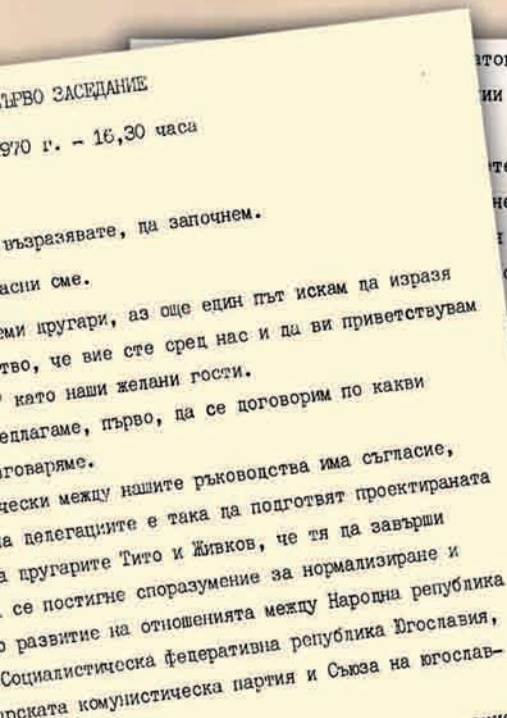 ЪРВО ЗАСЕДАНИЕ
970 г. - 16,30 часа
възразявате, да започнем.
асни сме.
еми другари, аз още един път искам да изразя
тво, че вие сте сред нас и да ви приветствувам
като наши желани гости.
едлагаме, първо, да се договорим по какви
аговаряме.
чески между нашите ръководства има съгласие,
на делегациите е така да подготвят проектираната
а другарите Тито и Живков, че тя да завърши
се постигне споразумение за нормализиране и
о развитие на отношенията между Народна република
Социалистическа федеративна република Югославия,
рската комунистическа партия и Съюза на югослав-